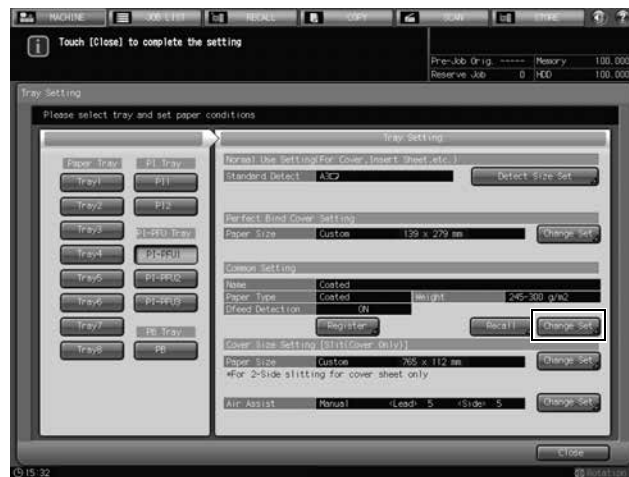 MACHINE JOB LIST RECALL COPY SCAN STORE
Touch [Close] to complete the setting
Pre-Job Orig. ----- Memory 100.000
Reserve Job 0 HDD 100.000
Tray Setting
Please select tray and set paper conditions
Tray Setting
Paper Tray PI Tray
Tray1 PI1
Tray2 PI2
Tray3 PI-PFU Tray
Tray4 PI-PFU1
Tray5 PI-PFU2
Tray6 PI-PFU3
Tray7 PB Tray
Tray8 PB
Normal Use Setting(For Cover,Insert Sheet,etc.)
Standard Detect A3 Detect Size Set
Perfect Bind Cover Setting
Paper Size Custom 139 x 279 mm Change Set
Common Setting
Name Coated
Paper Type Coated Weight 245-300 g/m2
Dfeed Detection ON
Register Recall Change Set
Cover Size Setting [Slit(Cover Only)]
Paper Size Custom 765 x 112 mm Change Set
*For 2-Side slitting for cover sheet only
Air Assist Manual <Lead> 5 <Side> 5 Change Set
Close
15:32 Rotation